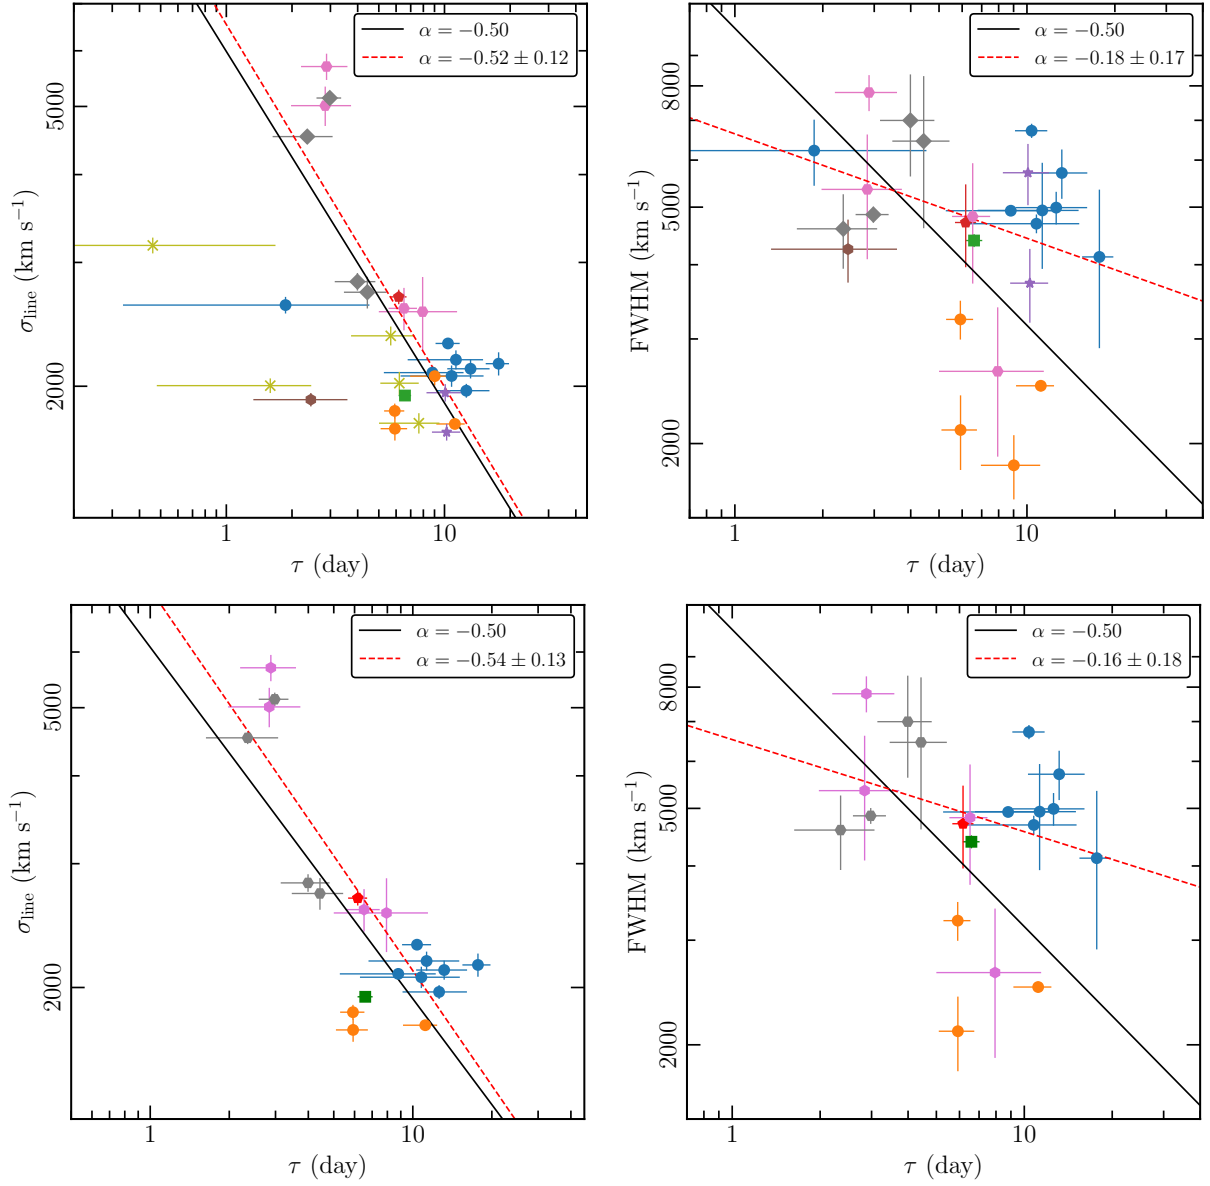 α = −0.50
α = −0.52 ± 0.12
5000
2000
σline (km s−1)
1
10
τ (day)
α = −0.50
α = −0.18 ± 0.17
8000
5000
2000
FWHM (km s−1)
1
10
τ (day)
α = −0.50
α = −0.54 ± 0.13
5000
2000
σline (km s−1)
1
10
τ (day)
α = −0.50
α = −0.16 ± 0.18
8000
5000
2000
FWHM (km s−1)
1
10
τ (day)